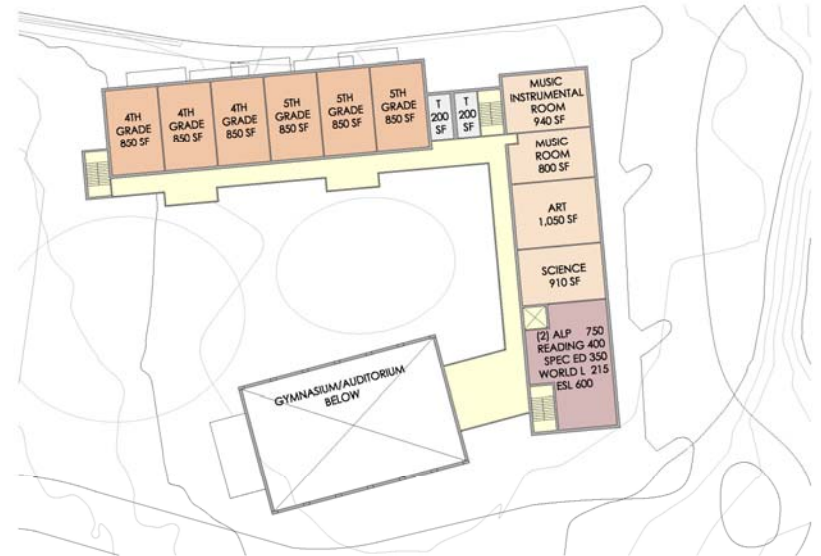 4TH
GRADE
850 SF
4TH
GRADE
850 SF
4TH
GRADE
850 SF
5TH
GRADE
850 SF
5TH
GRADE
850 SF
5TH
GRADE
850 SF
T
200
SF
T
200
SF
MUSIC
INSTRUMENTAL
ROOM
940 SF
MUSIC
ROOM
800 SF
ART
1,050 SF
SCIENCE
910 SF
(2) ALP 750
READING 400
SPEC ED 350
WORLD L 215
ESL 600
GYMNASIUM/AUDITORIUM
BELOW